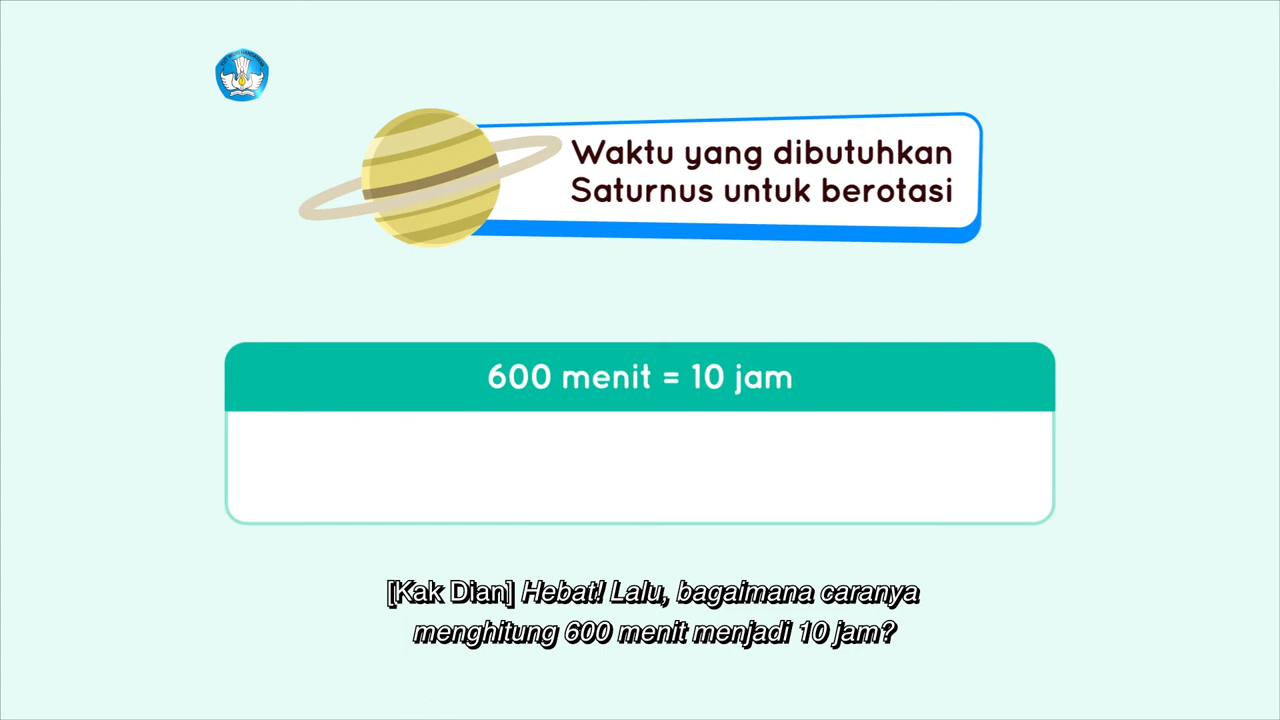 Waktu yang dibutuhkan
Saturnus untuk berotasi
600 menit = 10 jam
[Kak Dian] Hebat! Lalu, bagaimana caranya
menghitung 600 menit menjadi 10 jam?